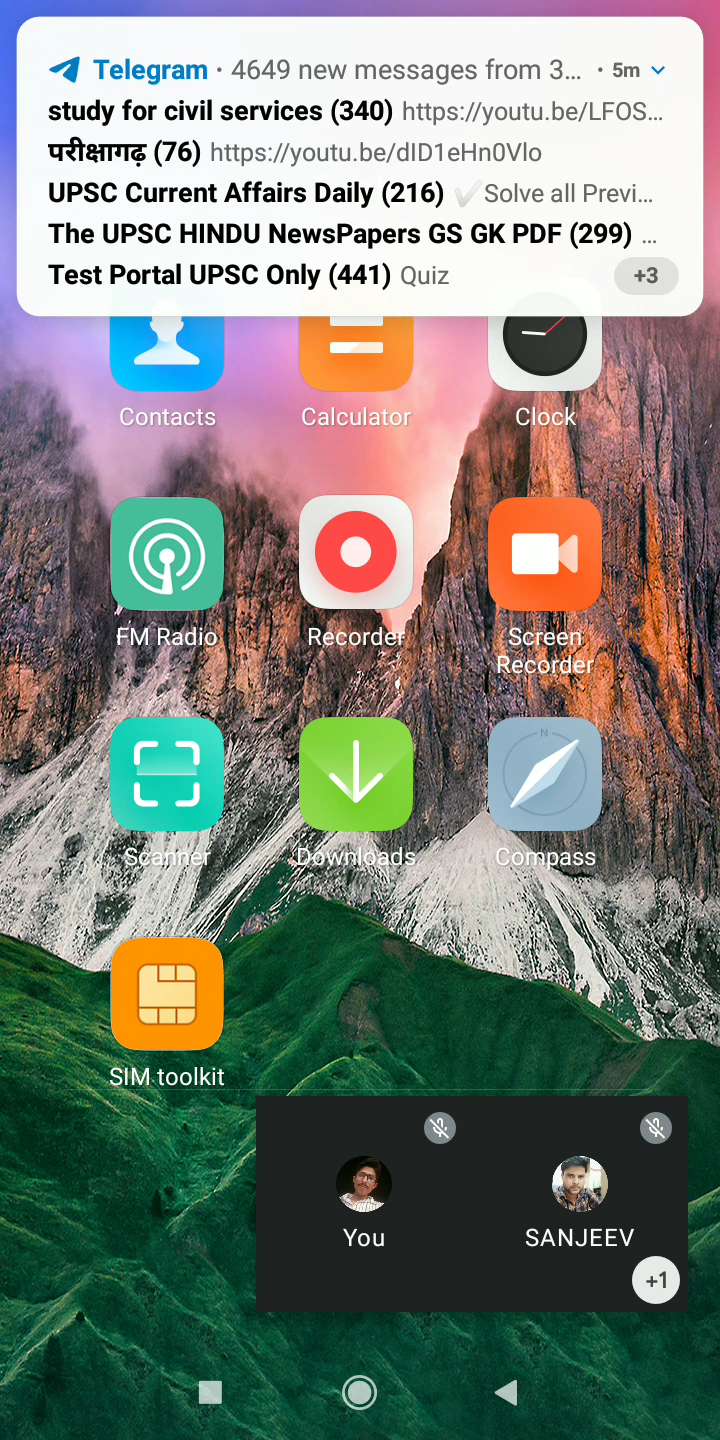 Telegram · 4649 new messages from 3... · 5m
study for civil services (340) https://youtu.be/LFOS...
परीक्षागढ़ (76) https://youtu.be/dID1eHn0Vlo
UPSC Current Affairs Daily (216) ✔Solve all Previ...
The UPSC HINDU NewsPapers GS GK PDF (299) ...
Test Portal UPSC Only (441) Quiz +3
Contacts Calculator Clock
FM Radio Recorder Screen
Recorder
N
Scanner Downloads Compass
SIM toolkit
You SANJEEV
+1